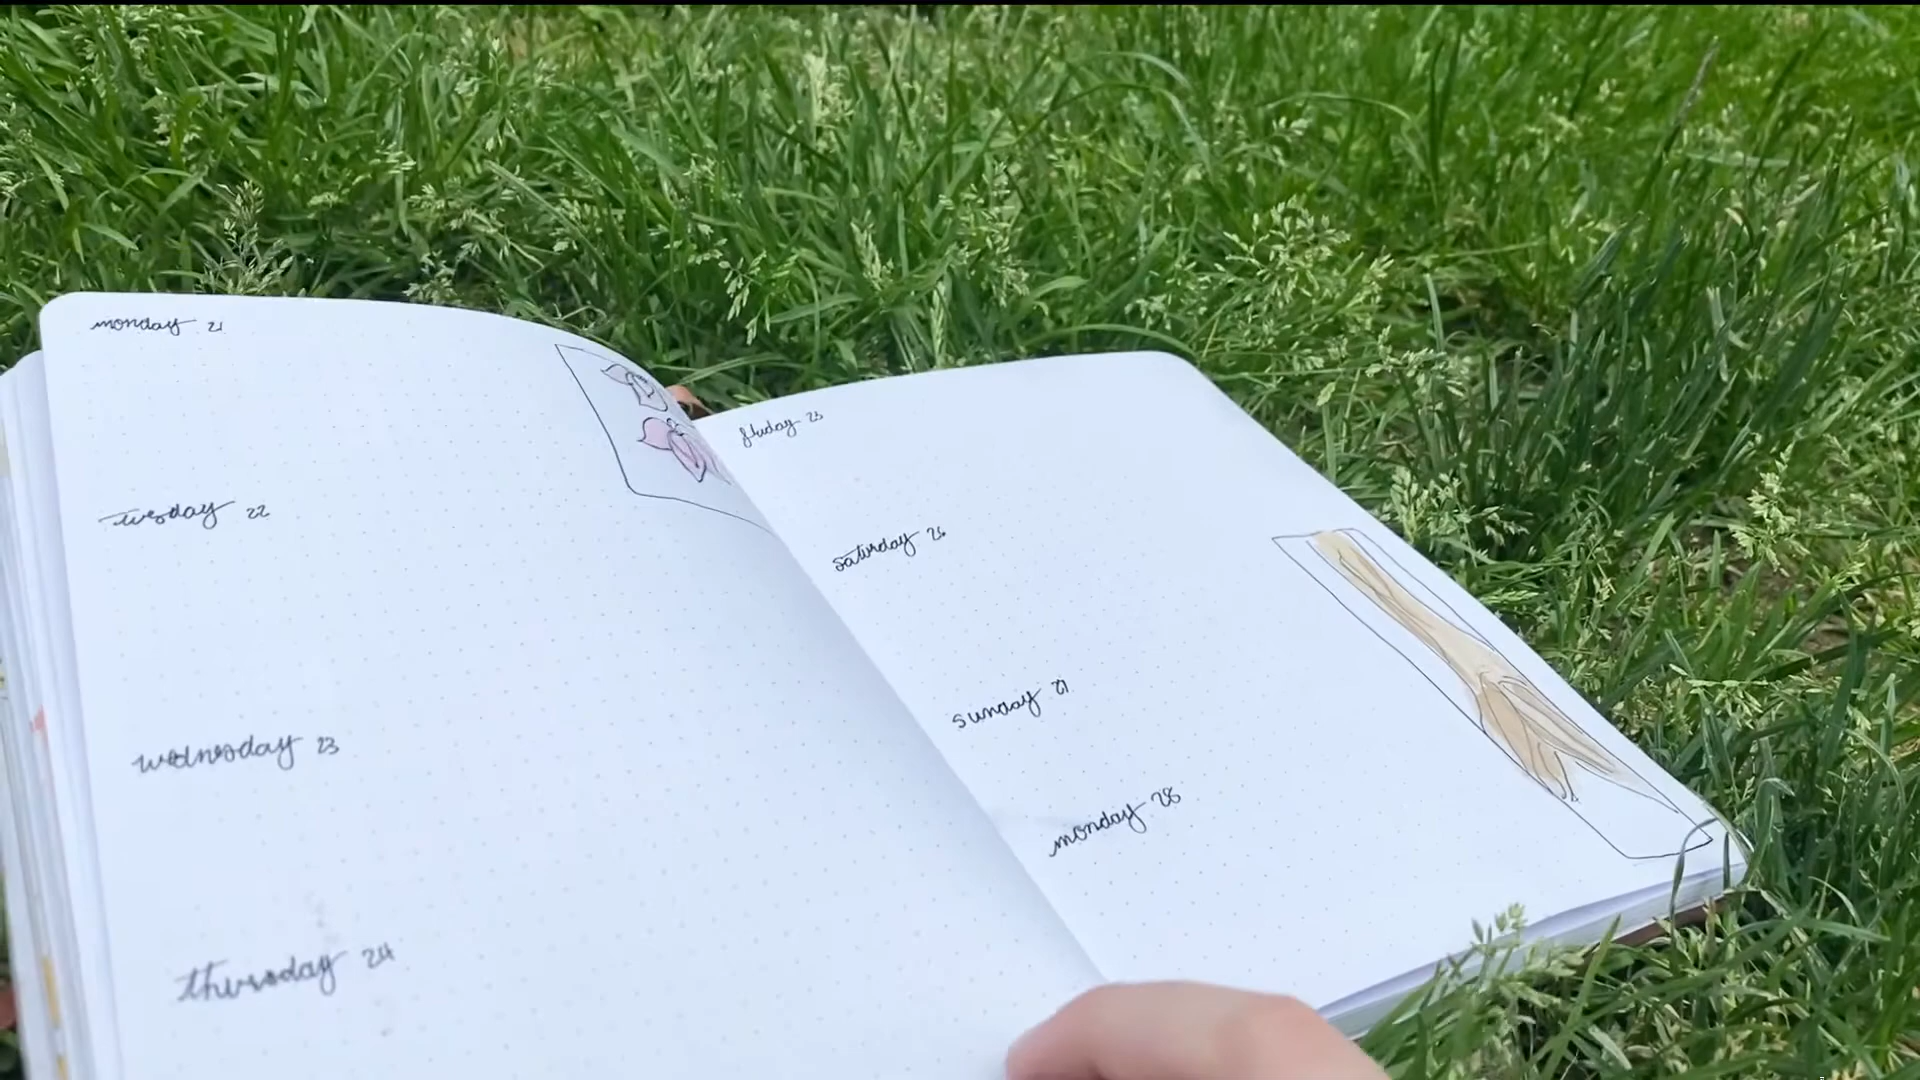 monday 21
tuesday 22
wednesday 23
thursday 24
friday 25
saturday 26
sunday 27
monday 28